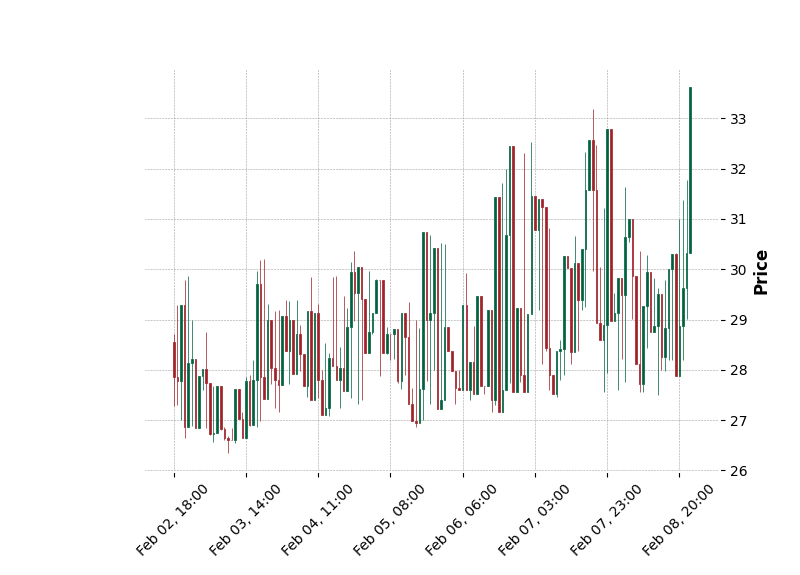 33
32
31
30
29
28
27
26
Price
Feb 02, 18:00
Feb 03, 14:00
Feb 04, 11:00
Feb 05, 08:00
Feb 06, 06:00
Feb 07, 03:00
Feb 07, 23:00
Feb 08, 20:00